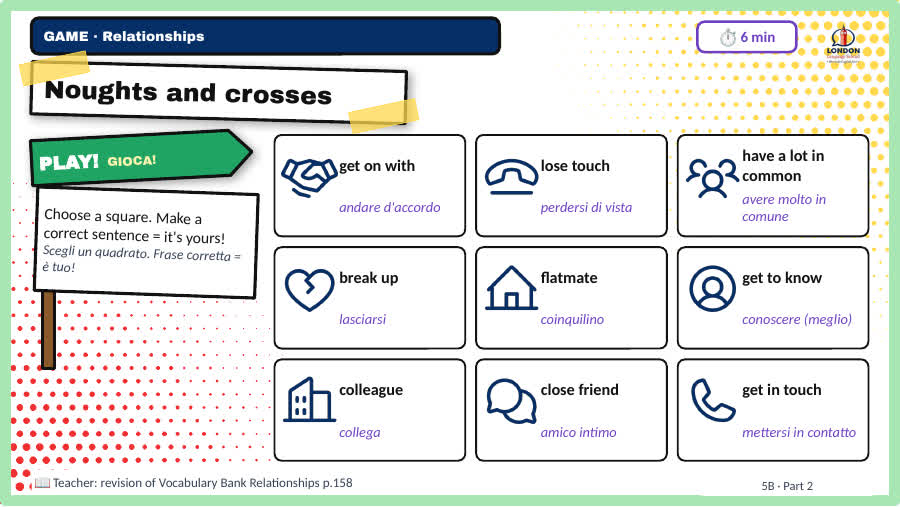 GAME · Relationships
⏱️ 6 min
LONDON
Noughts and crosses
PLAY! GIOCA!
Choose a square. Make a
correct sentence = it's yours!
Scegli un quadrato. Frase corretta =
è tuo!
get on with
andare d'accordo
lose touch
perdersi di vista
have a lot in
common
avere molto in
comune
break up
lasciarsi
flatmate
coinquilino
get to know
conoscere (meglio)
colleague
collega
close friend
amico intimo
get in touch
mettersi in contatto
📖 Teacher: revision of Vocabulary Bank Relationships p.158
5B · Part 2